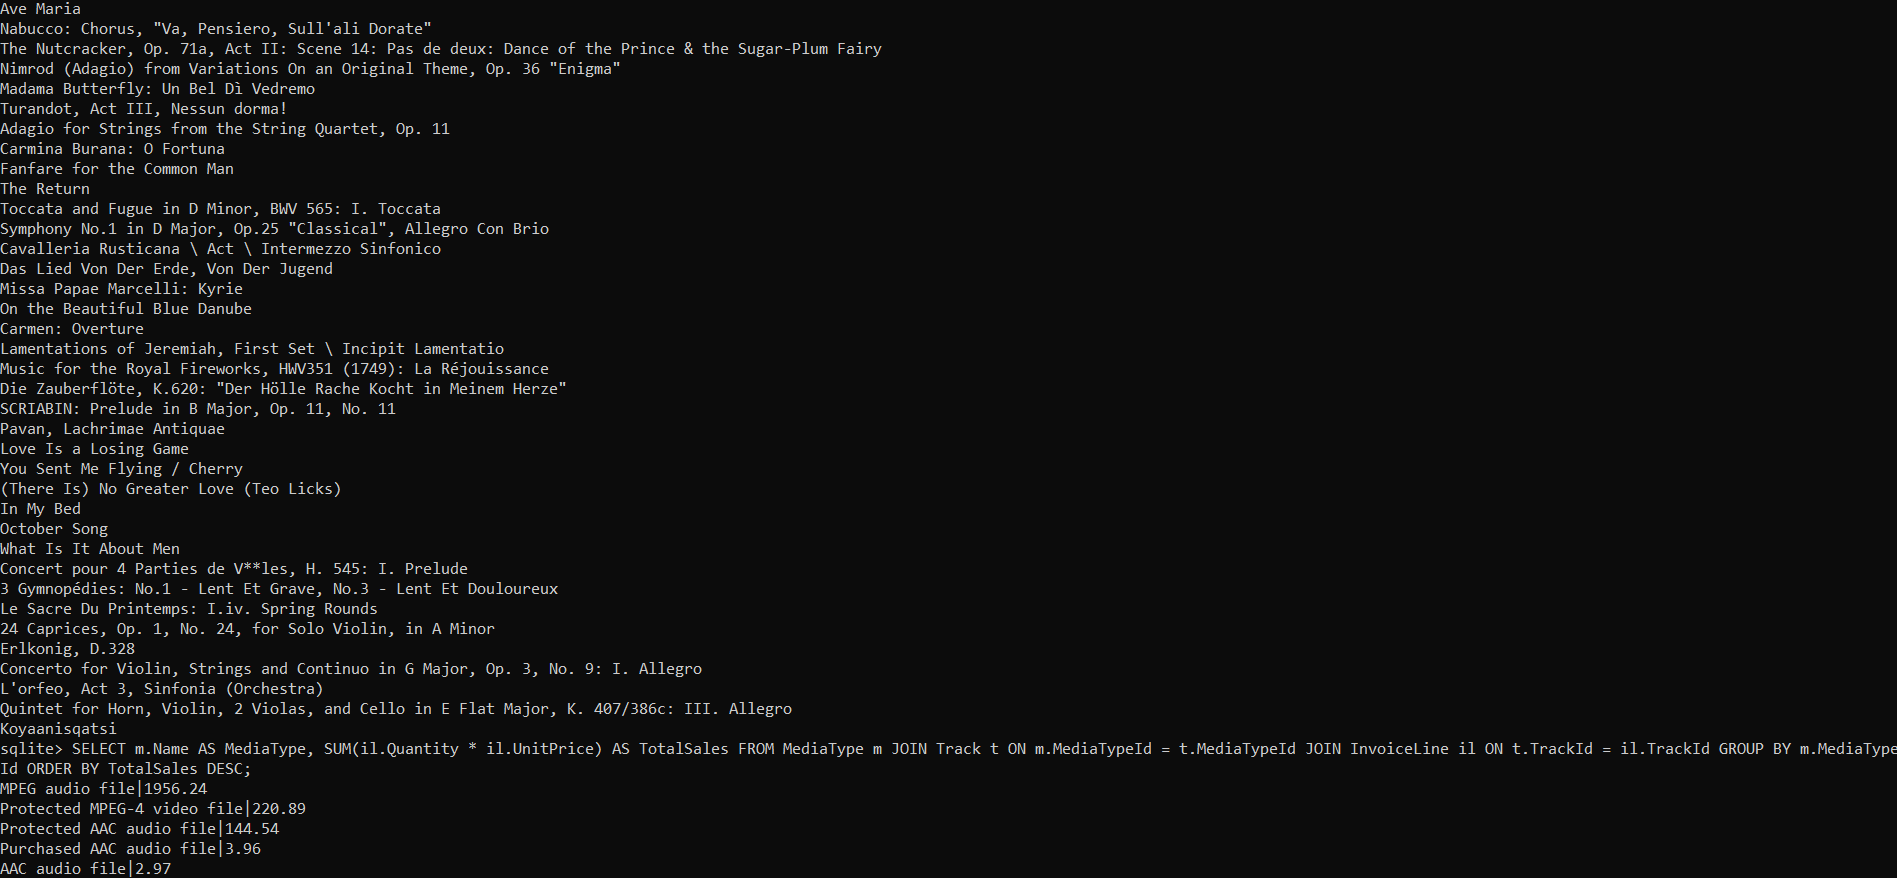 Ave Maria
Nabucco: Chorus, "Va, Pensiero, Sull'ali Dorate"
The Nutcracker, Op. 71a, Act II: Scene 14: Pas de deux: Dance of the Prince & the Sugar-Plum Fairy
Nimrod (Adagio) from Variations On an Original Theme, Op. 36 "Enigma"
Madama Butterfly: Un Bel Dì Vedremo
Turandot, Act III, Nessun dorma!
Adagio for Strings from the String Quartet, Op. 11
Carmina Burana: O Fortuna
Fanfare for the Common Man
The Return
Toccata and Fugue in D Minor, BWV 565: I. Toccata
Symphony No.1 in D Major, Op.25 "Classical", Allegro Con Brio
Cavalleria Rusticana \ Act \ Intermezzo Sinfonico
Das Lied Von Der Erde, Von Der Jugend
Missa Papae Marcelli: Kyrie
On the Beautiful Blue Danube
Carmen: Overture
Lamentations of Jeremiah, First Set \ Incipit Lamentatio
Music for the Royal Fireworks, HWV351 (1749): La Réjouissance
Die Zauberflöte, K.620: "Der Hölle Rache Kocht in Meinem Herze"
SCRIABIN: Prelude in B Major, Op. 11, No. 11
Pavan, Lachrimae Antiquae
Love Is a Losing Game
You Sent Me Flying / Cherry
(There Is) No Greater Love (Teo Licks)
In My Bed
October Song
What Is It About Men
Concert pour 4 Parties de V**les, H. 545: I. Prelude
3 Gymnopédies: No.1 - Lent Et Grave, No.3 - Lent Et Douloureux
Le Sacre Du Printemps: I.iv. Spring Rounds
24 Caprices, Op. 1, No. 24, for Solo Violin, in A Minor
Erlkonig, D.328
Concerto for Violin, Strings and Continuo in G Major, Op. 3, No. 9: I. Allegro
L'orfeo, Act 3, Sinfonia (Orchestra)
Quintet for Horn, Violin, 2 Violas, and Cello in E Flat Major, K. 407/386c: III. Allegro
Koyaanisqatsi
sqlite> SELECT m.Name AS MediaType, SUM(il.Quantity * il.UnitPrice) AS TotalSales FROM MediaType m JOIN Track t ON m.MediaTypeId = t.MediaTypeId JOIN InvoiceLine il ON t.TrackId = il.TrackId GROUP BY m.MediaType
Id ORDER BY TotalSales DESC;
MPEG audio file|1956.24
Protected MPEG-4 video file|220.89
Protected AAC audio file|144.54
Purchased AAC audio file|3.96
AAC audio file|2.97